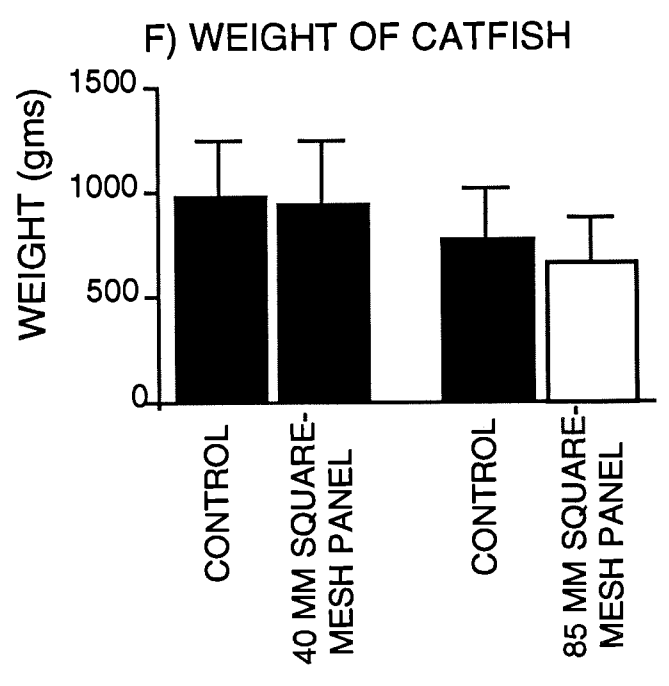 F) WEIGHT OF CATFISH
WEIGHT (gms)
1500
1000
500
0
CONTROL
40 MM SQUARE-
MESH PANEL
CONTROL
85 MM SQUARE-
MESH PANEL